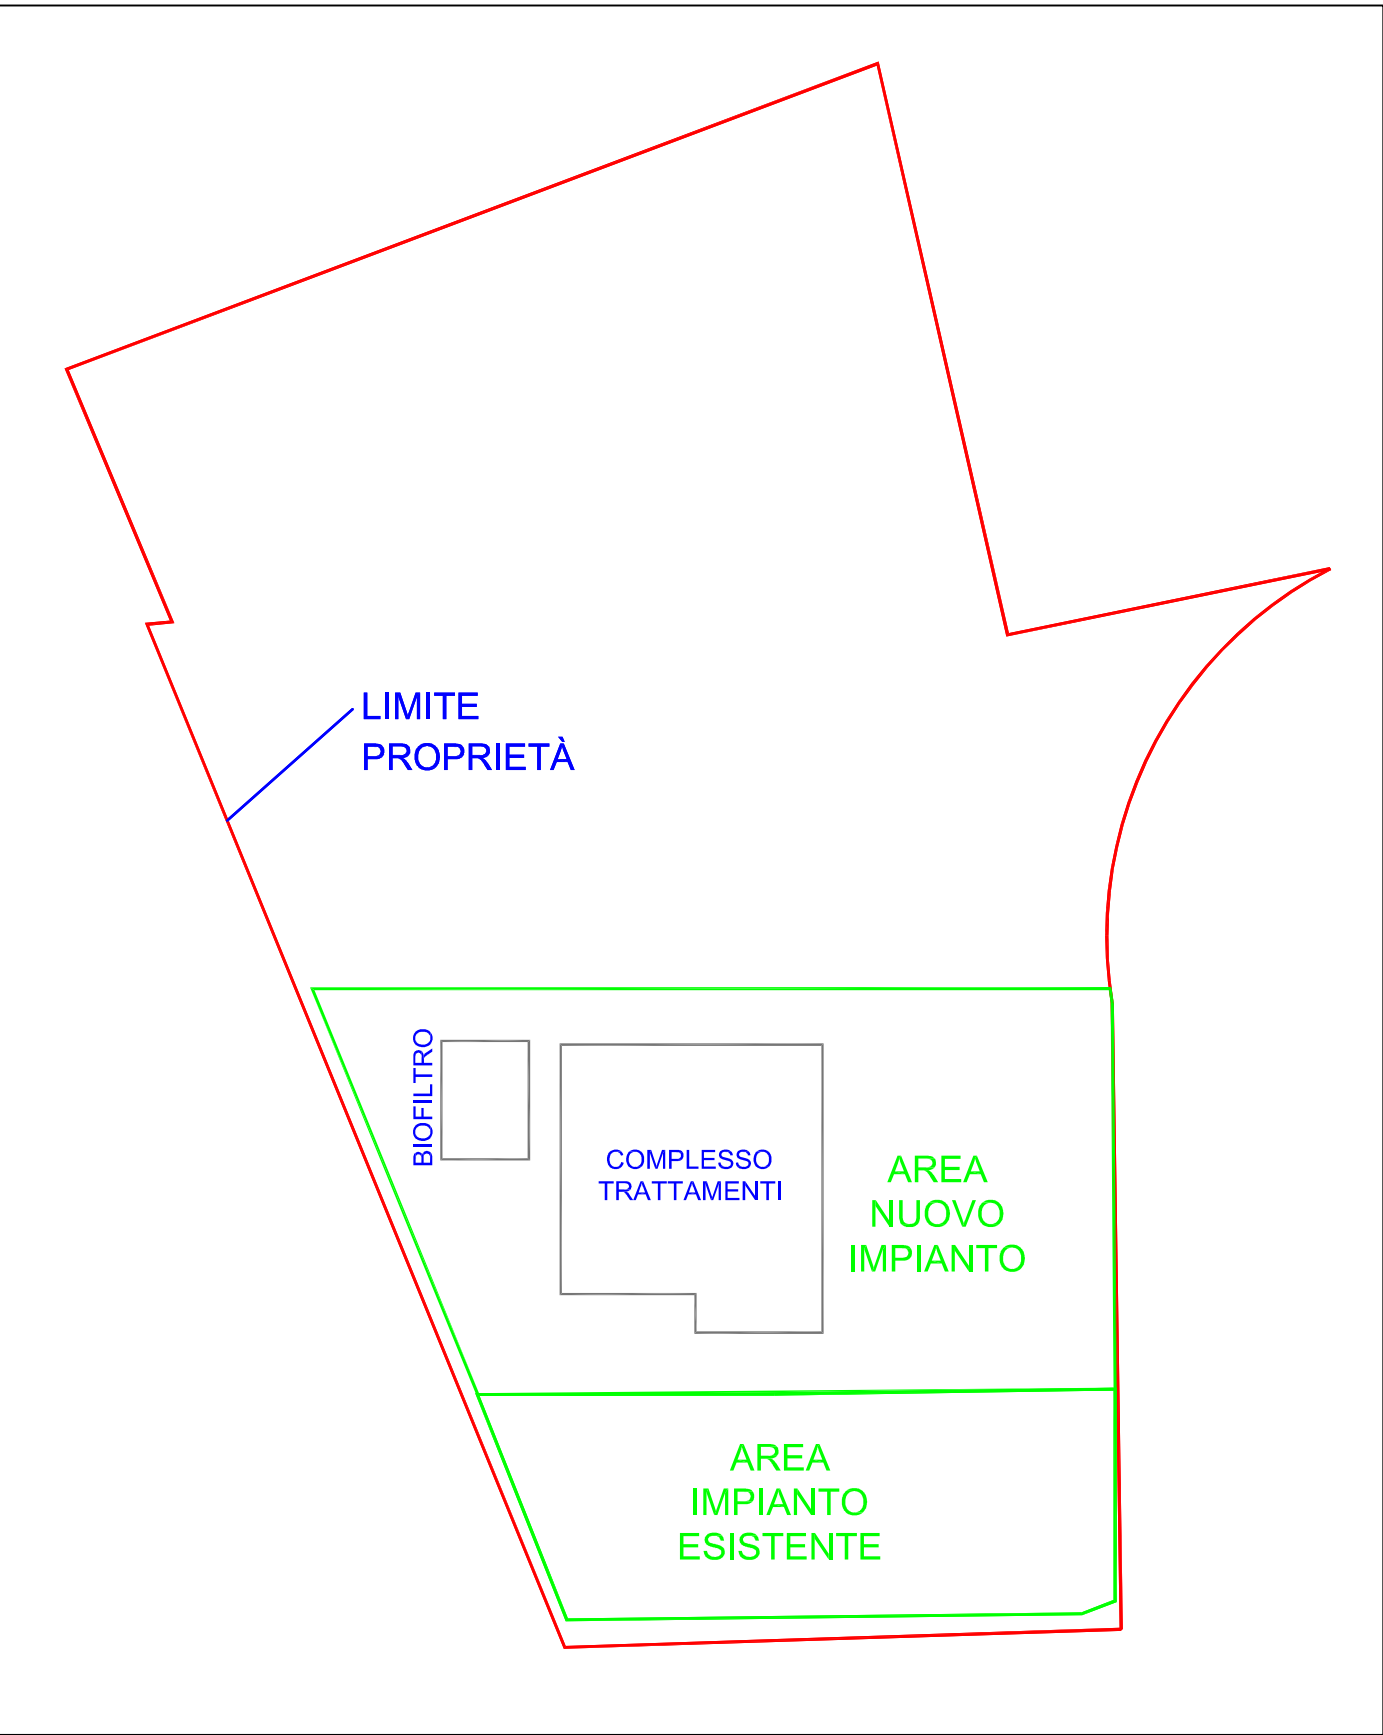 LIMITE
PROPRIETÀ
BIOFILTRO
COMPLESSO
TRATTAMENTI
AREA
NUOVO
IMPIANTO
AREA
IMPIANTO
ESISTENTE